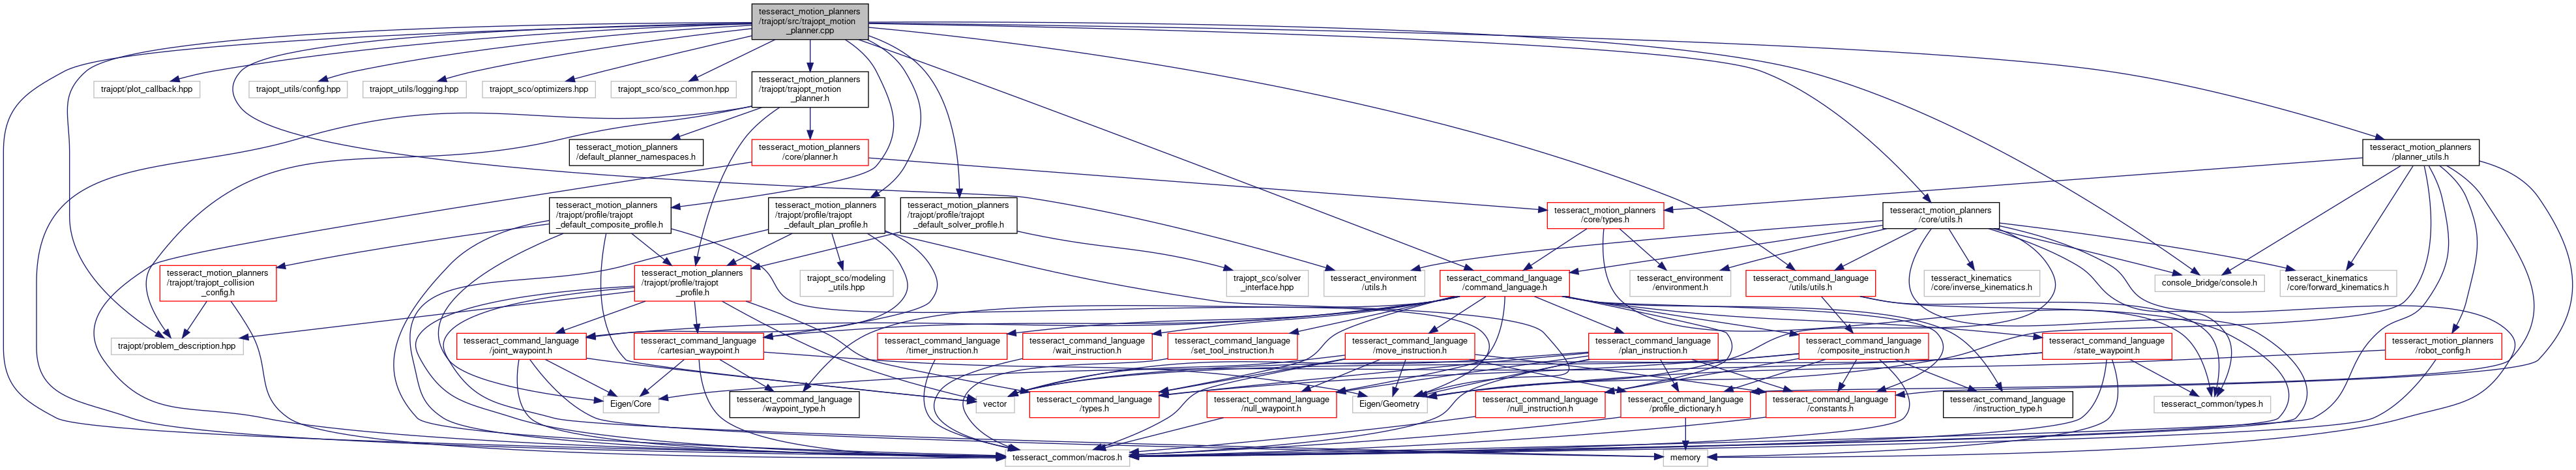 tesseract_motion_planners
/trajopt/src/trajopt_motion
_planner.cpp
trajopt/plot_callback.hpp
trajopt_utils/config.hpp
trajopt_utils/logging.hpp
trajopt_sco/optimizers.hpp
trajopt_sco/sco_common.hpp
tesseract_motion_planners
/trajopt/trajopt_motion
_planner.h
tesseract_motion_planners
/default_planner_namespaces.h
tesseract_motion_planners
/core/planner.h
tesseract_motion_planners
/planner_utils.h
tesseract_motion_planners
/trajopt/profile/trajopt
_default_composite_profile.h
tesseract_motion_planners
/trajopt/profile/trajopt
_default_plan_profile.h
tesseract_motion_planners
/trajopt/profile/trajopt
_default_solver_profile.h
tesseract_motion_planners
/core/types.h
tesseract_motion_planners
/core/utils.h
tesseract_motion_planners
/trajopt/trajopt_collision
_config.h
tesseract_motion_planners
/trajopt/profile/trajopt
_profile.h
trajopt_sco/modeling
_utils.hpp
trajopt_sco/solver
_interface.hpp
tesseract_environment
/utils.h
tesseract_command_language
/command_language.h
tesseract_environment
/environment.h
tesseract_command_language
/utils/utils.h
tesseract_kinematics
/core/inverse_kinematics.h
console_bridge/console.h
tesseract_kinematics
/core/forward_kinematics.h
trajopt/problem_description.hpp
tesseract_command_language
/joint_waypoint.h
tesseract_command_language
/cartesian_waypoint.h
tesseract_command_language
/timer_instruction.h
tesseract_command_language
/wait_instruction.h
tesseract_command_language
/set_tool_instruction.h
tesseract_command_language
/move_instruction.h
tesseract_command_language
/plan_instruction.h
tesseract_command_language
/composite_instruction.h
tesseract_command_language
/state_waypoint.h
tesseract_motion_planners
/robot_config.h
Eigen/Core
tesseract_command_language
/waypoint_type.h
vector
tesseract_command_language
/types.h
tesseract_command_language
/null_waypoint.h
Eigen/Geometry
tesseract_command_language
/null_instruction.h
tesseract_command_language
/profile_dictionary.h
tesseract_command_language
/constants.h
tesseract_command_language
/instruction_type.h
tesseract_common/types.h
tesseract_common/macros.h
memory